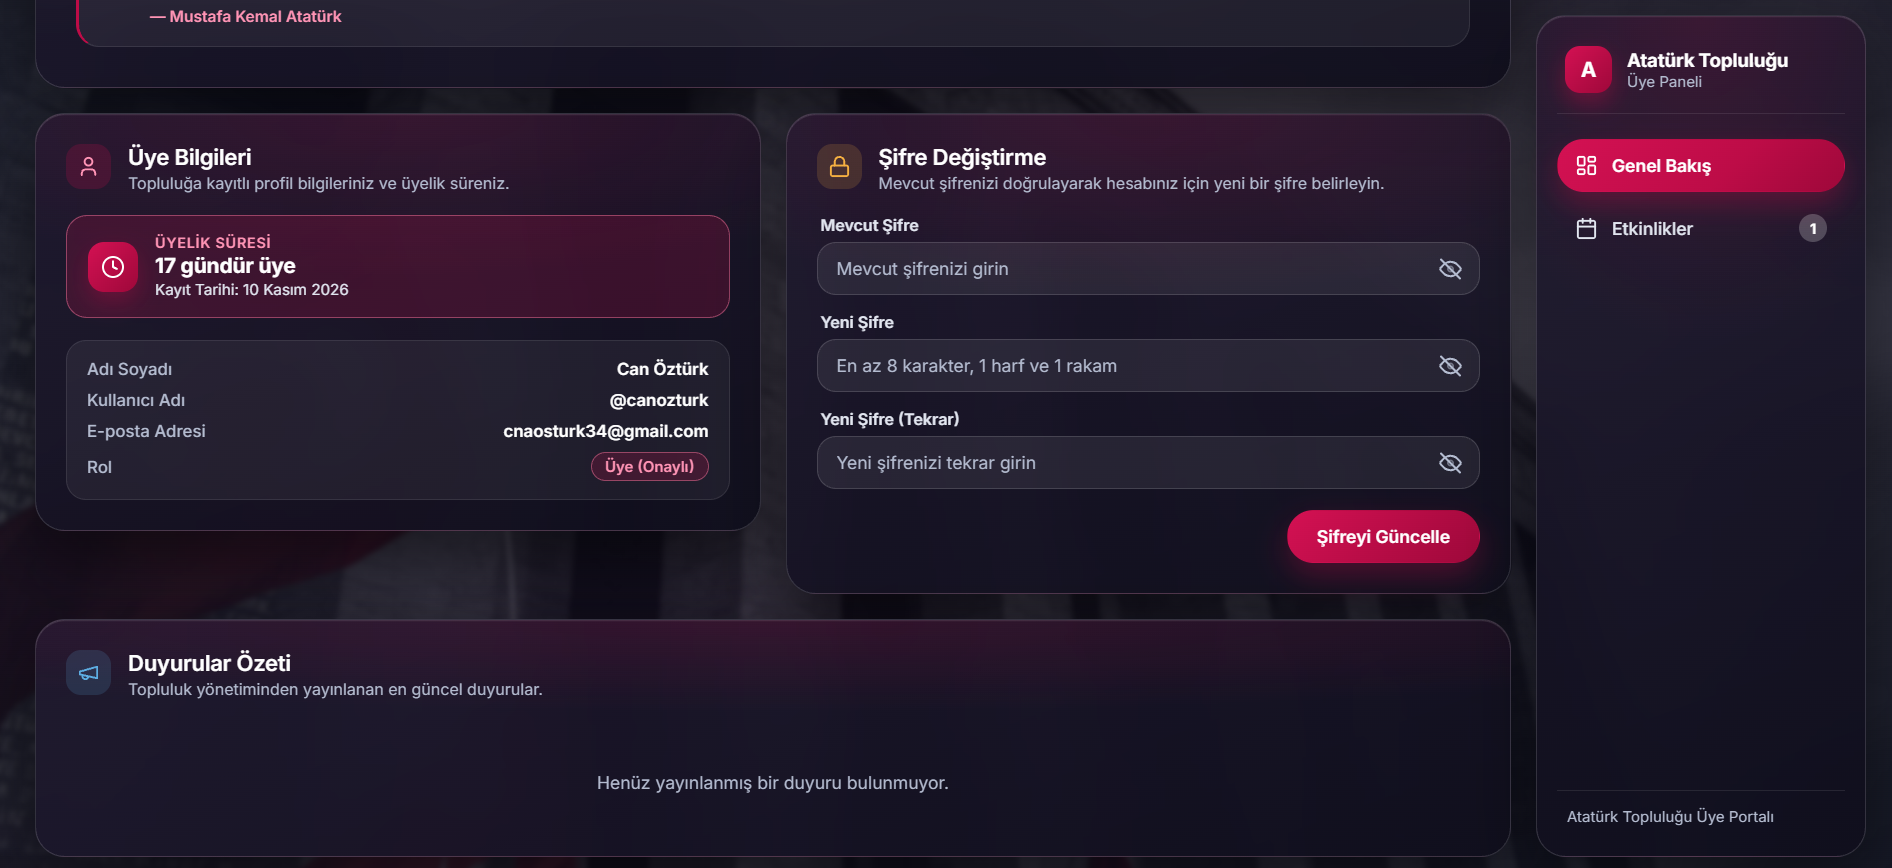 — Mustafa Kemal Atatürk
Üye Bilgileri
Topluluğa kayıtlı profil bilgileriniz ve üyelik süreniz.
ÜYELİK SÜRESİ
17 gündür üye
Kayıt Tarihi: 10 Kasım 2026
Adı Soyadı Can Öztürk
Kullanıcı Adı @canozturk
E-posta Adresi cnaosturk34@gmail.com
Rol Üye (Onaylı)
Şifre Değiştirme
Mevcut şifrenizi doğrulayarak hesabınız için yeni bir şifre belirleyin.
Mevcut Şifre
Mevcut şifrenizi girin
Yeni Şifre
En az 8 karakter, 1 harf ve 1 rakam
Yeni Şifre (Tekrar)
Yeni şifrenizi tekrar girin
Şifreyi Güncelle
Duyurular Özeti
Topluluk yönetiminden yayınlanan en güncel duyurular.
Henüz yayınlanmış bir duyuru bulunmuyor.
A
Atatürk Topluluğu
Üye Paneli
Genel Bakış
Etkinlikler 1
Atatürk Topluluğu Üye Portalı